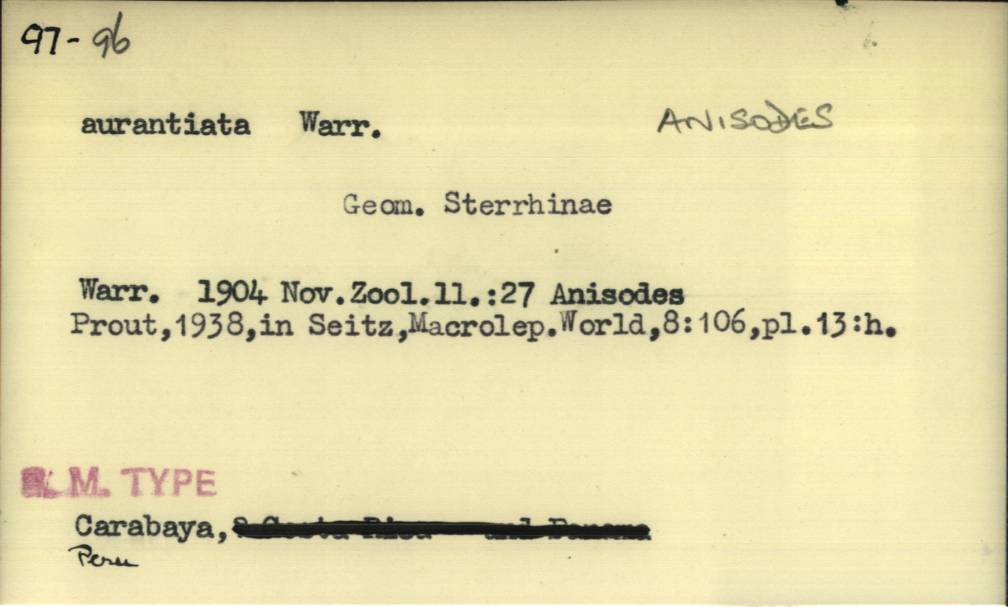 97-96
aurantiata Warr. ANISODES
Geom. Sterrhinae
Warr. 1904 Nov.Zool.11.:27 Anisodes
Prout,1938,in Seitz,Macrolep.World,8:106,pl.13:h.
M. TYPE
Carabaya,
Peru